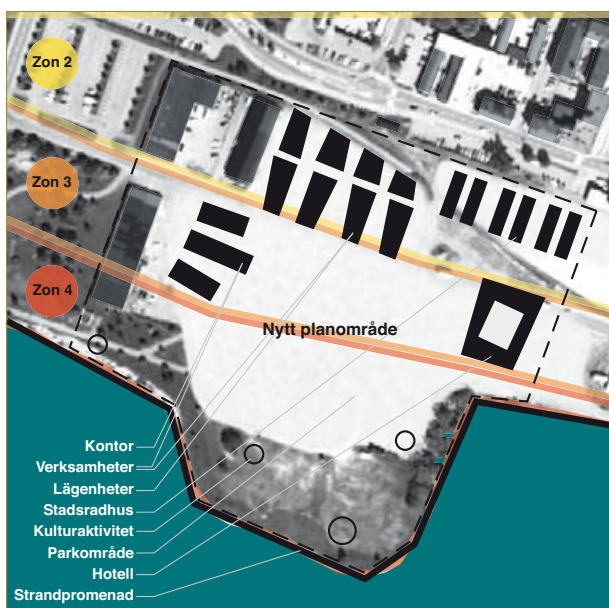 Zon 2
Zon 3
Zon 4
Nytt planområde
Kontor
Verksamheter
Lägenheter
Stadsradhus
Kulturaktivitet
Parkområde
Hotell
Strandpromenad